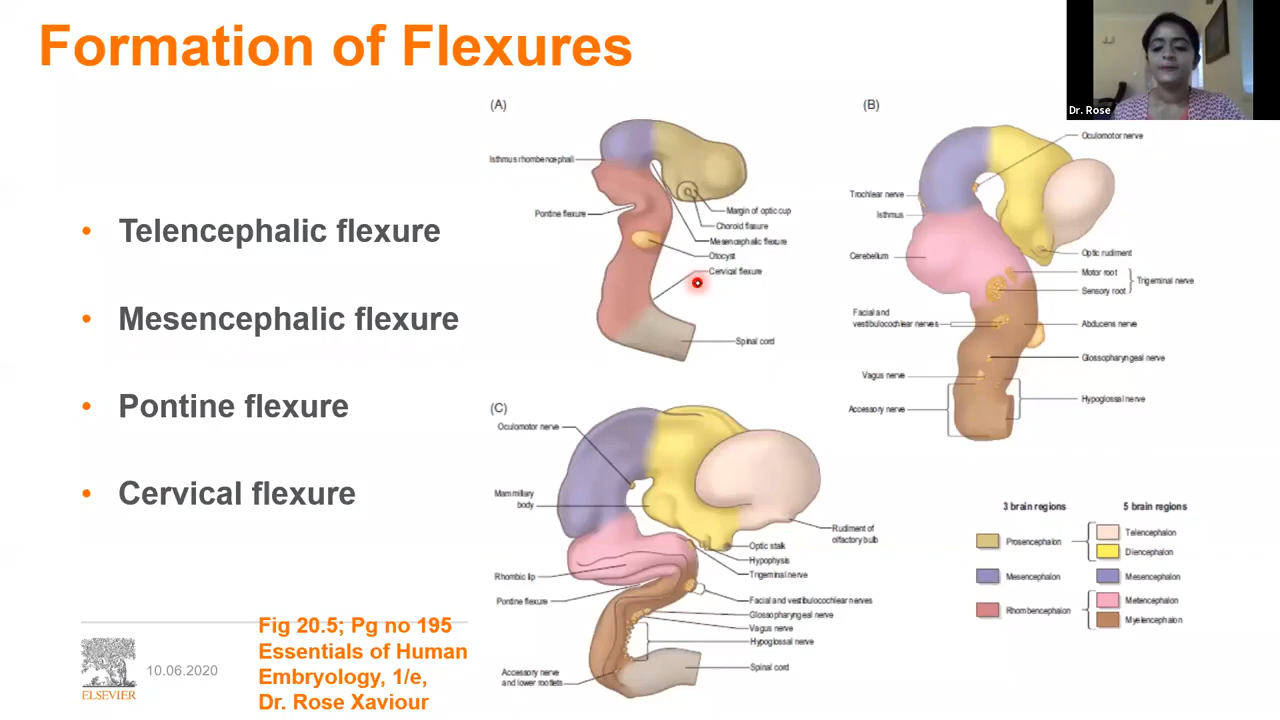 Formation of Flexures
Dr. Rose
• Telencephalic flexure
• Mesencephalic flexure
• Pontine flexure
• Cervical flexure
(A)
Isthmus rhombencephali
Pontine flexure
Margin of optic cup
Choroid fissure
Mesencephalic flexure
Otocyst
Cervical flexure
Spinal cord
(B)
Oculomotor nerve
Trochlear nerve
Isthmus
Cerebellum
Optic rudiment
Motor root
Trigeminal nerve
Sensory root
Facial and
vestibulocochlear nerves
Abducens nerve
Glossopharyngeal nerve
Vagus nerve
Hypoglossal nerve
Accessory nerve
(C)
Oculomotor nerve
Mammillary
body
Rudiment of
olfactory bulb
Optic stalk
Hypophysis
Trigeminal nerve
Rhombic lip
Pontine flexure
Facial and vestibulocochlear nerves
Glossopharyngeal nerve
Vagus nerve
Hypoglossal nerve
Spinal cord
Accessory nerve
and lower rootlets
3 brain regions
5 brain regions
Prosencephalon
Telencephalon
Diencephalon
Mesencephalon
Mesencephalon
Rhombencephalon
Metencephalon
Myelencephalon
ELSEVIER
10.06.2020
Fig 20.5; Pg no 195
Essentials of Human
Embryology, 1/e,
Dr. Rose Xaviour